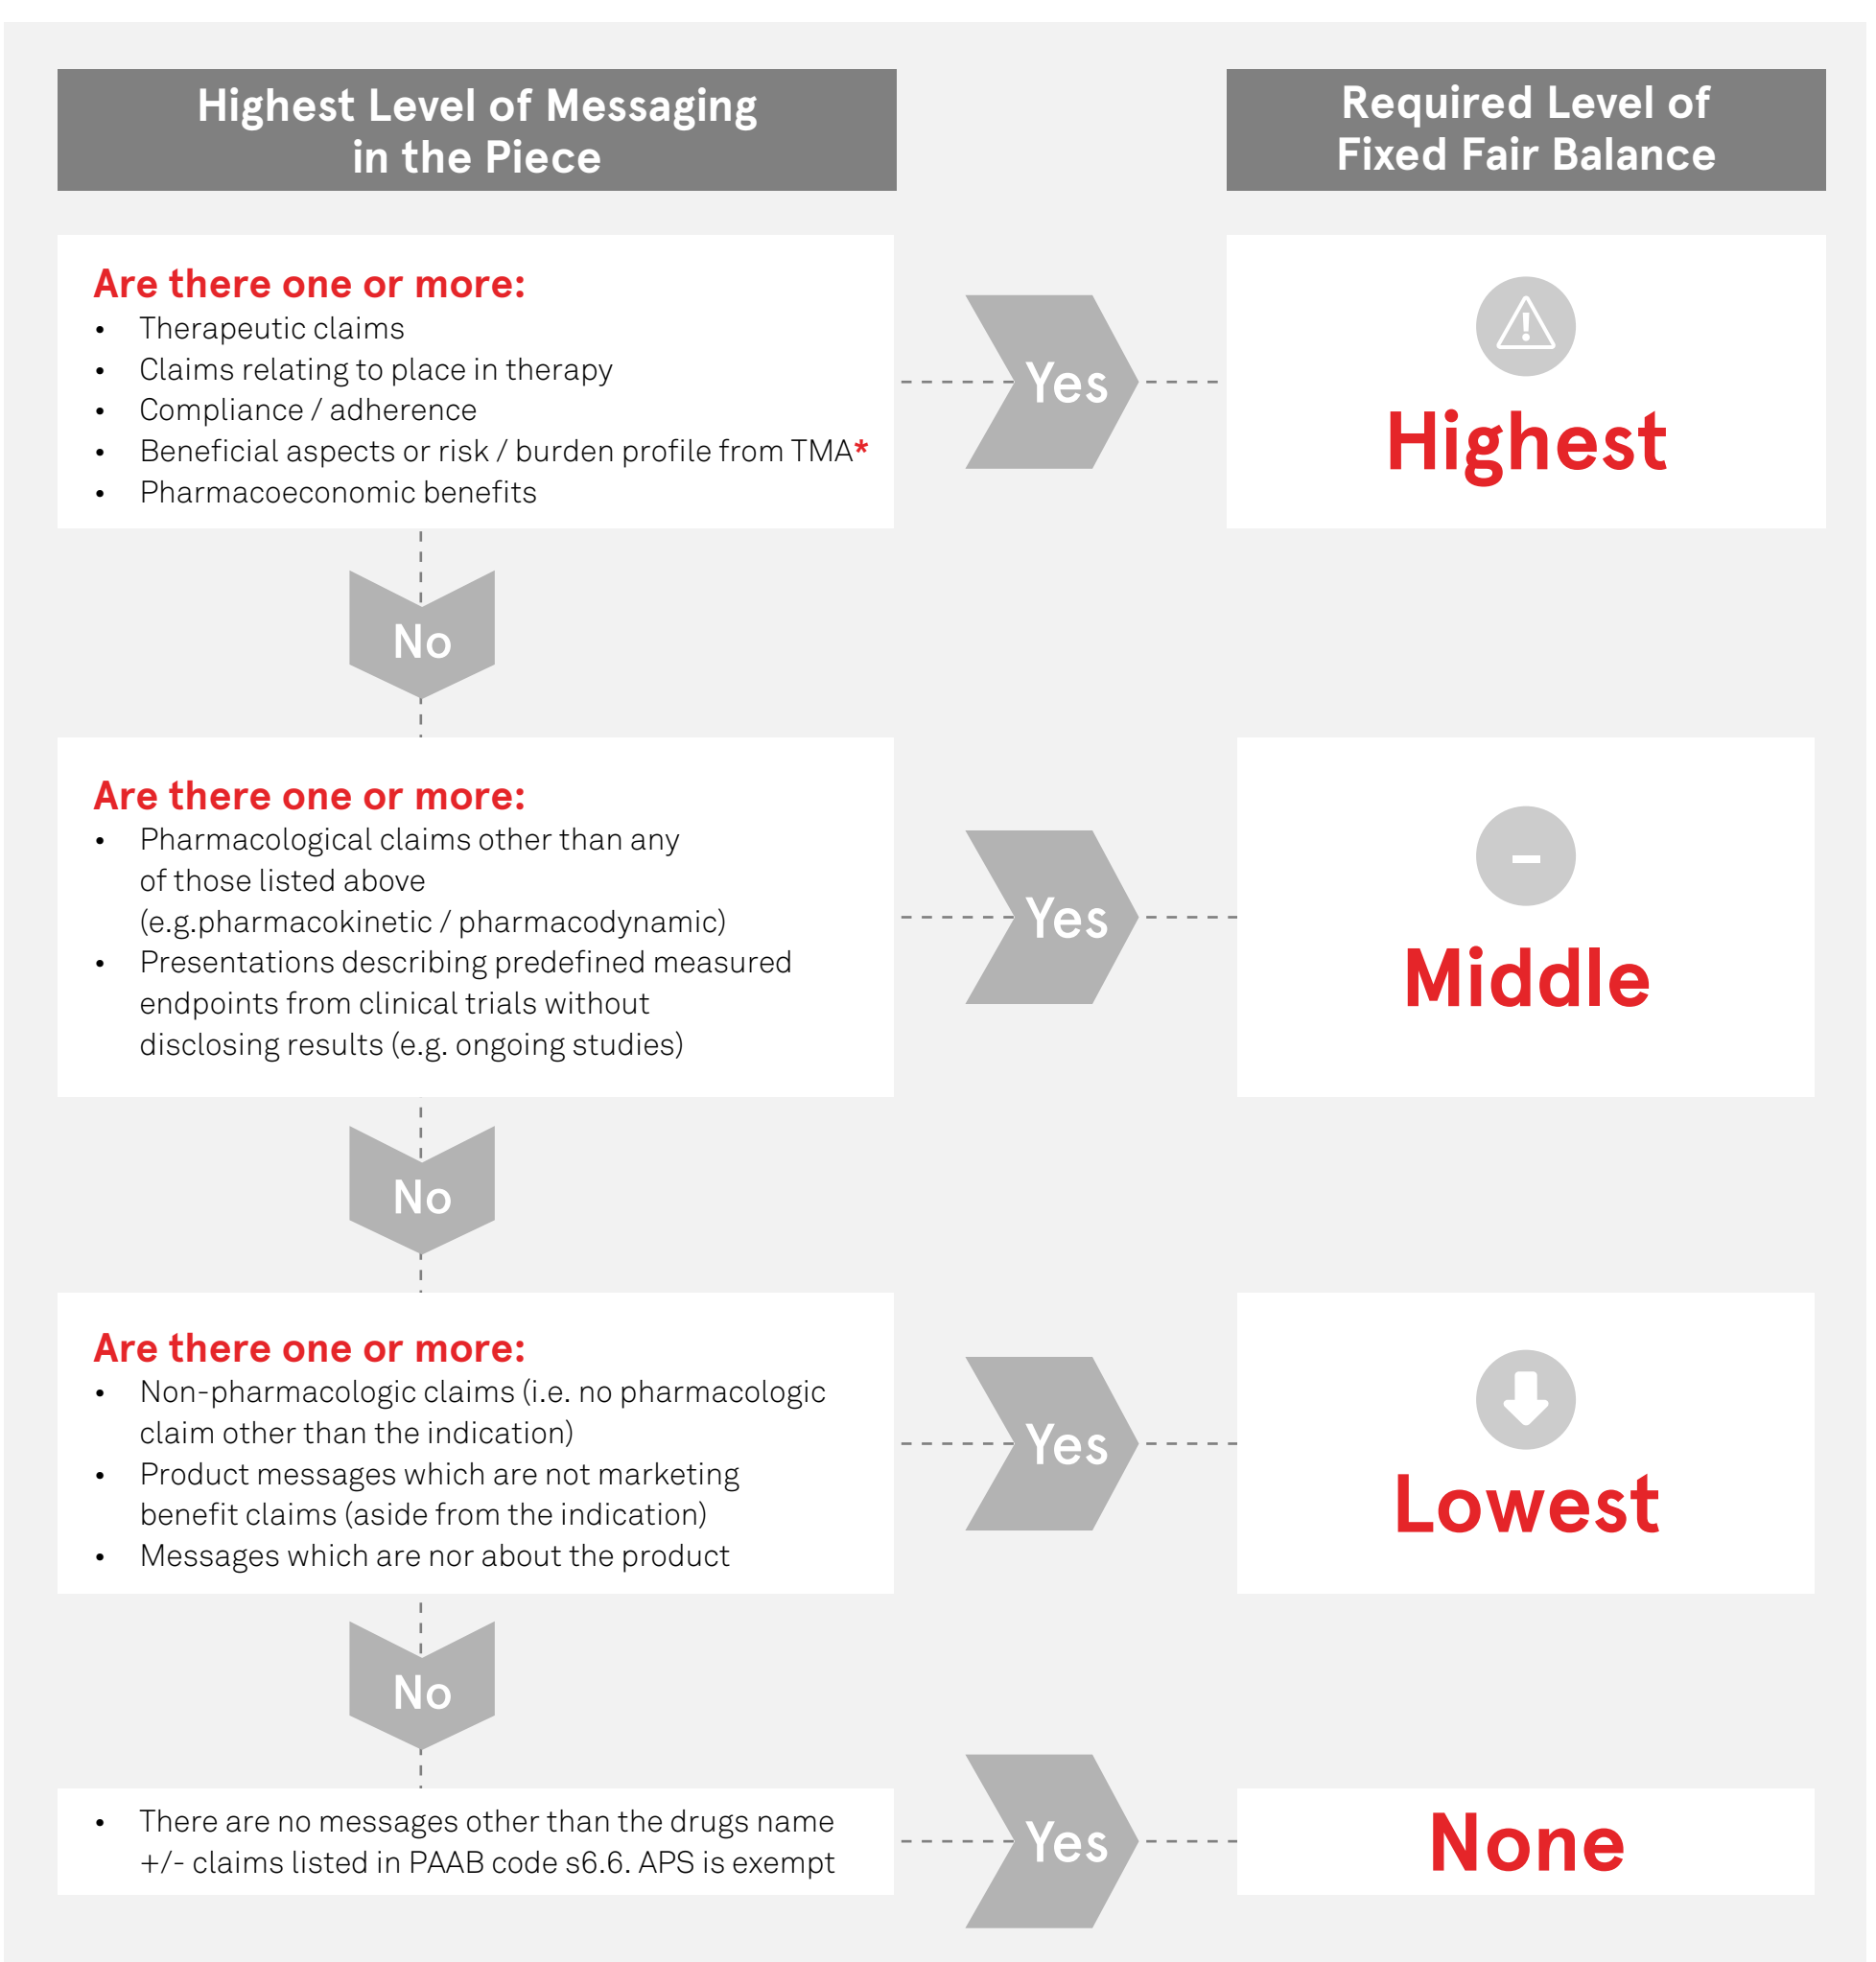 Highest Level of Messaging
in the Piece
Required Level of
Fixed Fair Balance
Are there one or more:
• Therapeutic claims
• Claims relating to place in therapy
• Compliance / adherence
• Beneficial aspects or risk / burden profile from TMA*
• Pharmacoeconomic benefits
Yes
Highest
No
Are there one or more:
• Pharmacological claims other than any
of those listed above
(e.g.pharmacokinetic / pharmacodynamic)
• Presentations describing predefined measured
endpoints from clinical trials without
disclosing results (e.g. ongoing studies)
Yes
Middle
No
Are there one or more:
• Non-pharmacologic claims (i.e. no pharmacologic
claim other than the indication)
• Product messages which are not marketing
benefit claims (aside from the indication)
• Messages which are nor about the product
Yes
Lowest
No
• There are no messages other than the drugs name
+/- claims listed in PAAB code s6.6. APS is exempt
Yes
None